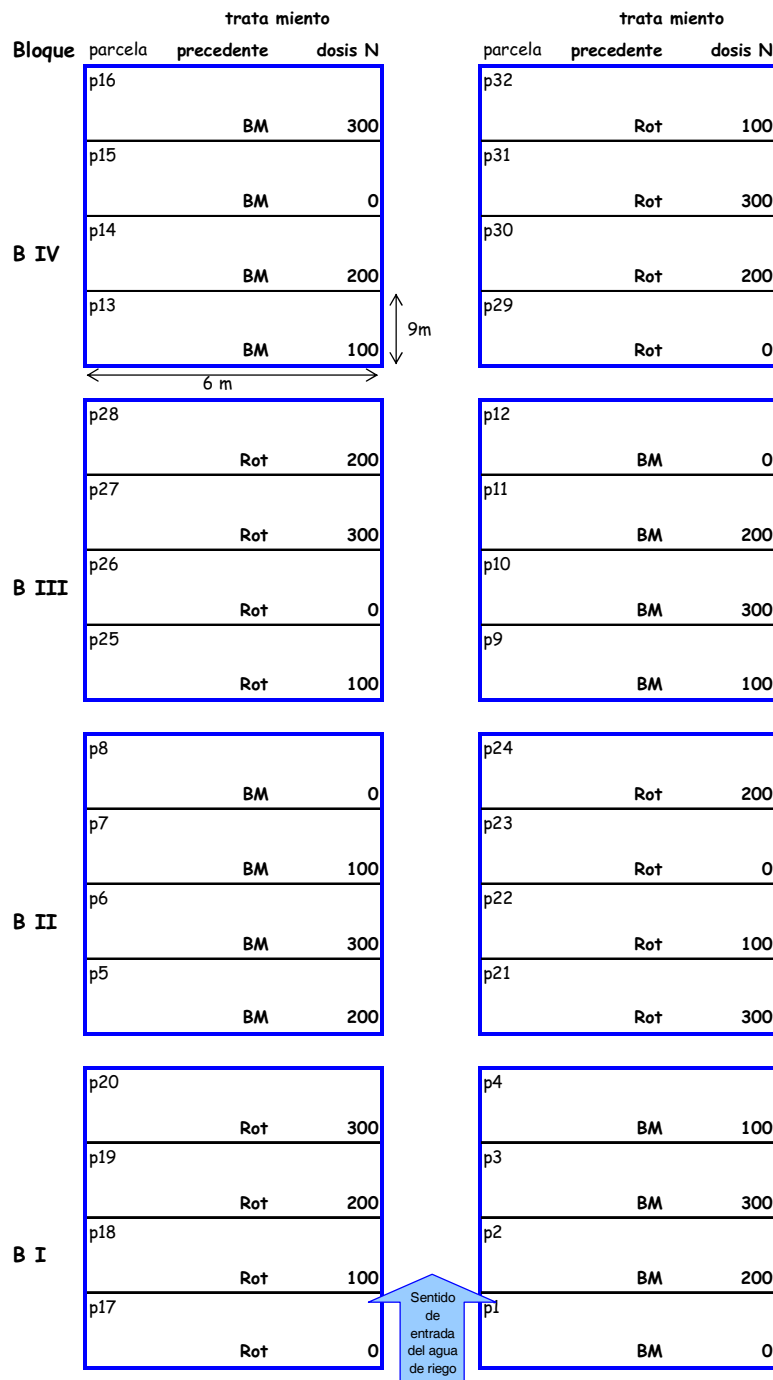 trata miento trata miento
Bloque parcela precedente dosis N parcela precedente dosis N
p16 p32
BM 300 Rot 100
p15 p31
BM 0 Rot 300
p14 p30
B IV
BM 200 Rot 200
p13 p29
9m
BM 100 Rot 0
6 m
p28 p12
Rot 200 BM 0
p27 p11
Rot 300 BM 200
p26 p10
B III
Rot 0 BM 300
p25 p9
Rot 100 BM 100
p8 p24
BM 0 Rot 200
p7 p23
BM 100 Rot 0
p6 p22
B II
BM 300 Rot 100
p5 p21
BM 200 Rot 300
p20 p4
Rot 300 BM 100
p19 p3
Rot 200 BM 300
p18 p2
B I
Rot 100 BM 200
p17 p1
Rot 0 BM 0
Sentido
de
entrada
del agua
de riego